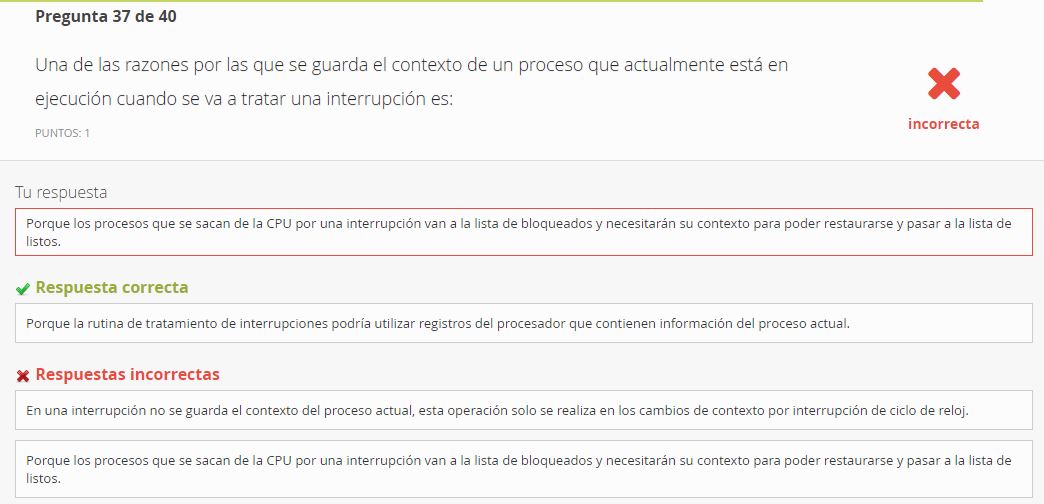 Pregunta 37 de 40
Una de las razones por las que se guarda el contexto de un proceso que actualmente está en
ejecución cuando se va a tratar una interrupción es:
PUNTOS: 1
incorrecta
Tu respuesta
Porque los procesos que se sacan de la CPU por una interrupción van a la lista de bloqueados y necesitarán su contexto para poder restaurarse y pasar a la lista de
listos.
Respuesta correcta
Porque la rutina de tratamiento de interrupciones podría utilizar registros del procesador que contienen información del proceso actual.
Respuestas incorrectas
En una interrupción no se guarda el contexto del proceso actual, esta operación solo se realiza en los cambios de contexto por interrupción de ciclo de reloj.
Porque los procesos que se sacan de la CPU por una interrupción van a la lista de bloqueados y necesitarán su contexto para poder restaurarse y pasar a la lista de
listos.